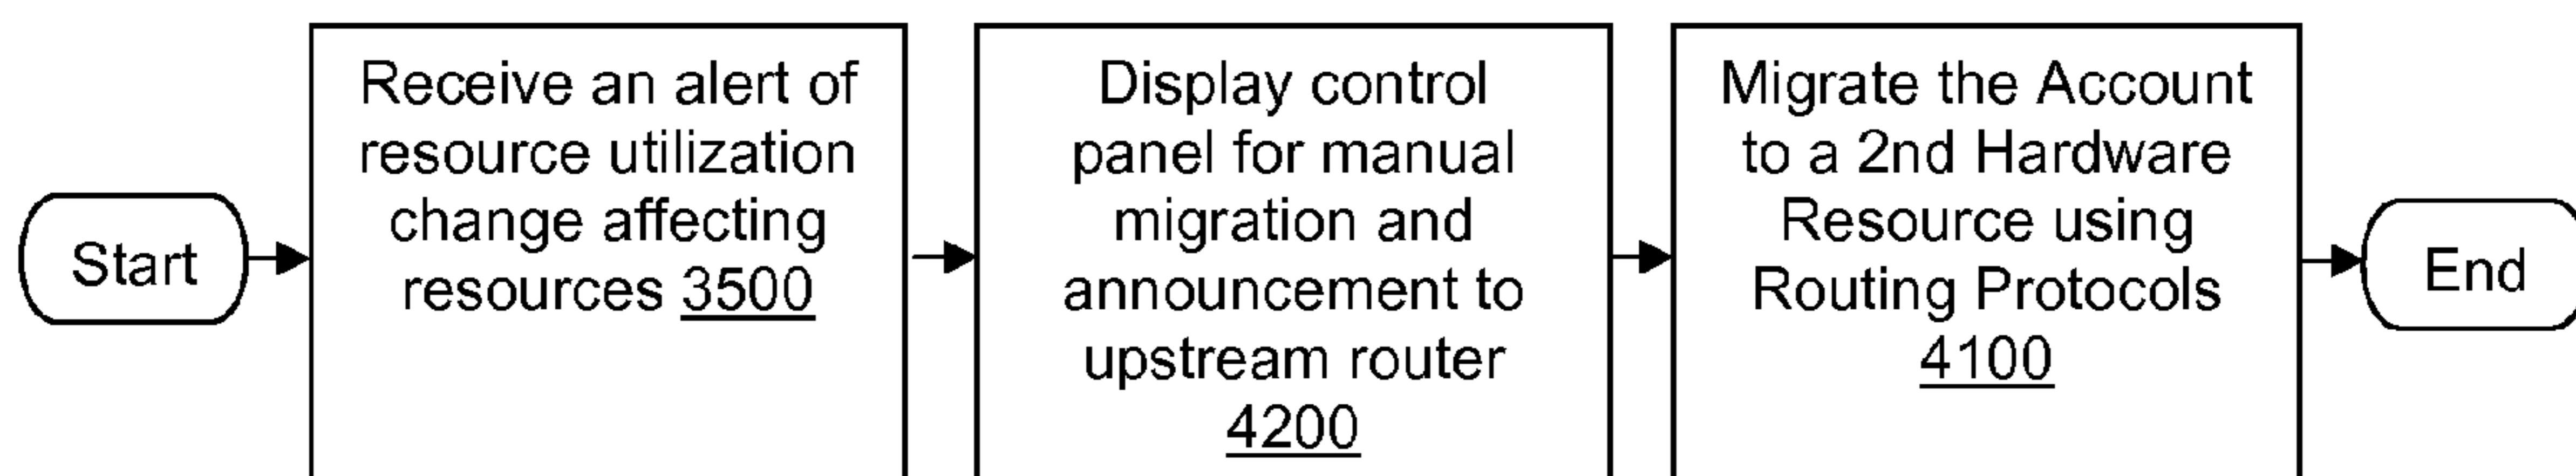 Start
Receive an alert of
resource utilization
change affecting
resources 3500
Display control
panel for manual
migration and
announcement to
upstream router
4200
Migrate the Account
to a 2nd Hardware
Resource using
Routing Protocols
4100
End